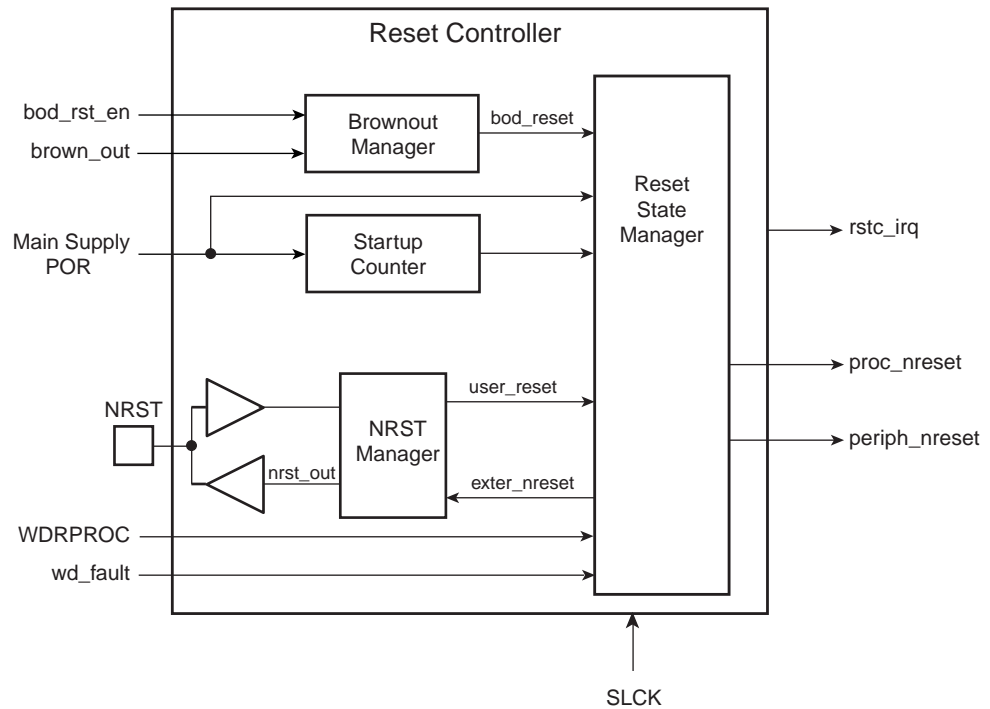 Reset Controller
bod_rst_en
brown_out
Brownout
Manager
bod_reset
Reset
State
Manager
Main Supply
POR
Startup
Counter
rstc_irq
proc_nreset
periph_nreset
NRST
NRST
Manager
user_reset
nrst_out
exter_nreset
WDRPROC
wd_fault
SLCK